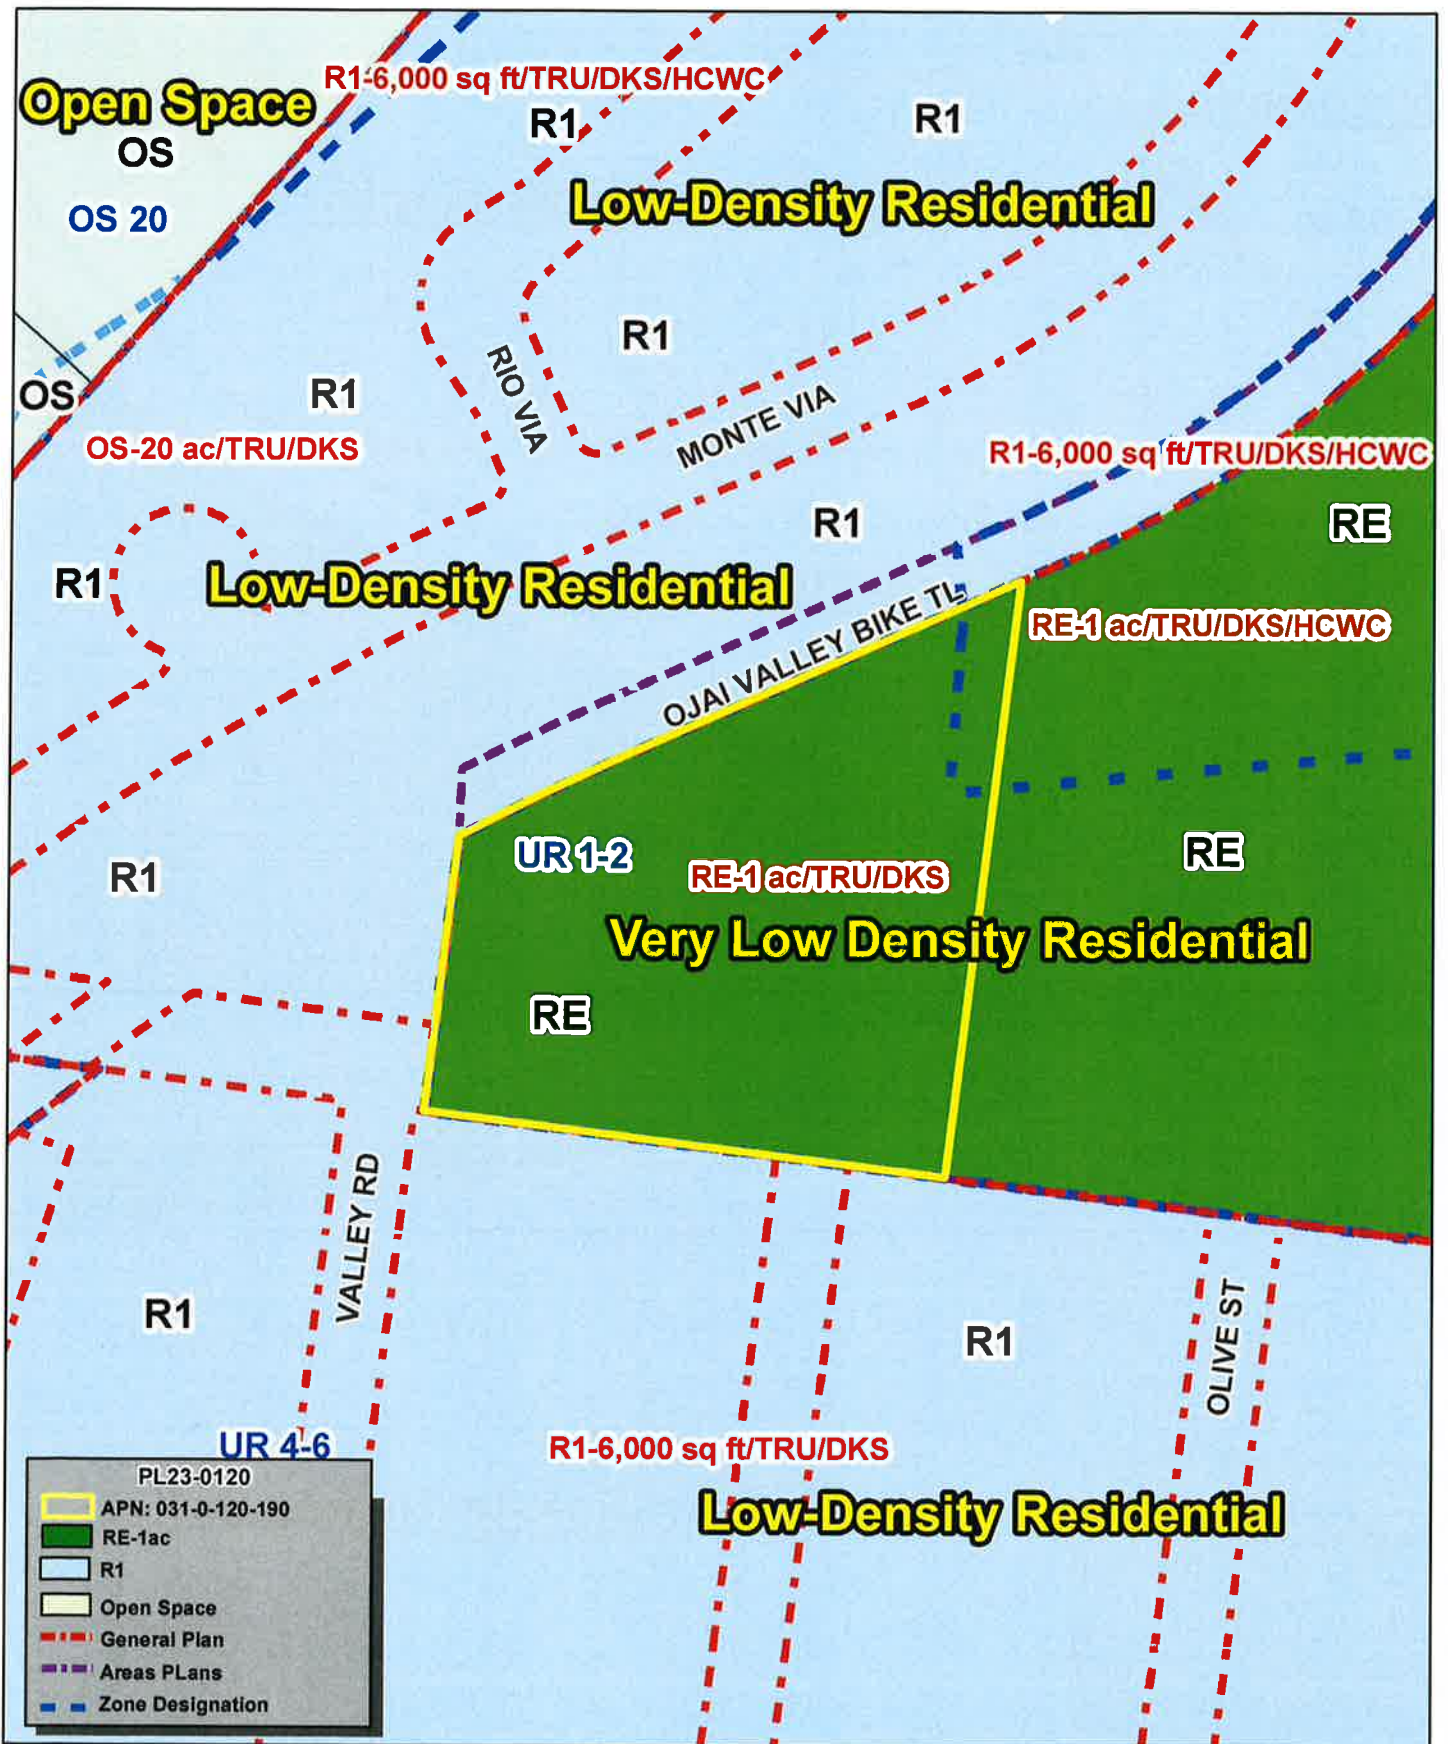 R1-6,000 sq ft/TRU/DKS/HCWC
Open Space
R1
R1
OS
Low-Density Residential
OS 20
R1
RIO VIA
OS
R1
MONTE VIA
OS-20 ac/TRU/DKS
R1-6,000 sq ft/TRU/DKS/HCWC
R1
RE
R1
Low-Density Residential
OJAI VALLEY BIKE TL
RE-1 ac/TRU/DKS/HCWC
UR 1-2
RE
R1
RE-1 ac/TRU/DKS
Very Low Density Residential
RE
VALLEY RD
R1
R1
OLIVE ST
UR 4-6
R1-6,000 sq ft/TRU/DKS
Low-Density Residential
PL23-0120
APN: 031-0-120-190
RE-1ac
R1
Open Space
General Plan
Areas PLans
Zone Designation